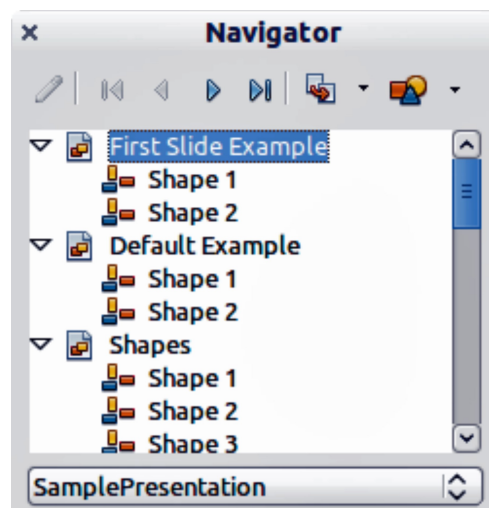 Navigator
First Slide Example
Shape 1
Shape 2
Default Example
Shape 1
Shape 2
Shapes
Shape 1
Shape 2
Shape 3
SamplePresentation